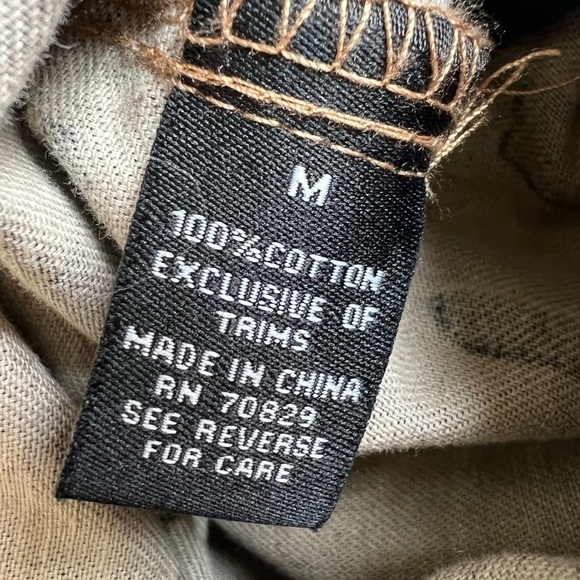 M
100%COTTON
EXCLUSIVE OF
TRIMS
MADE IN CHINA
RN 70829
SEE REVERSE
FOR CARE